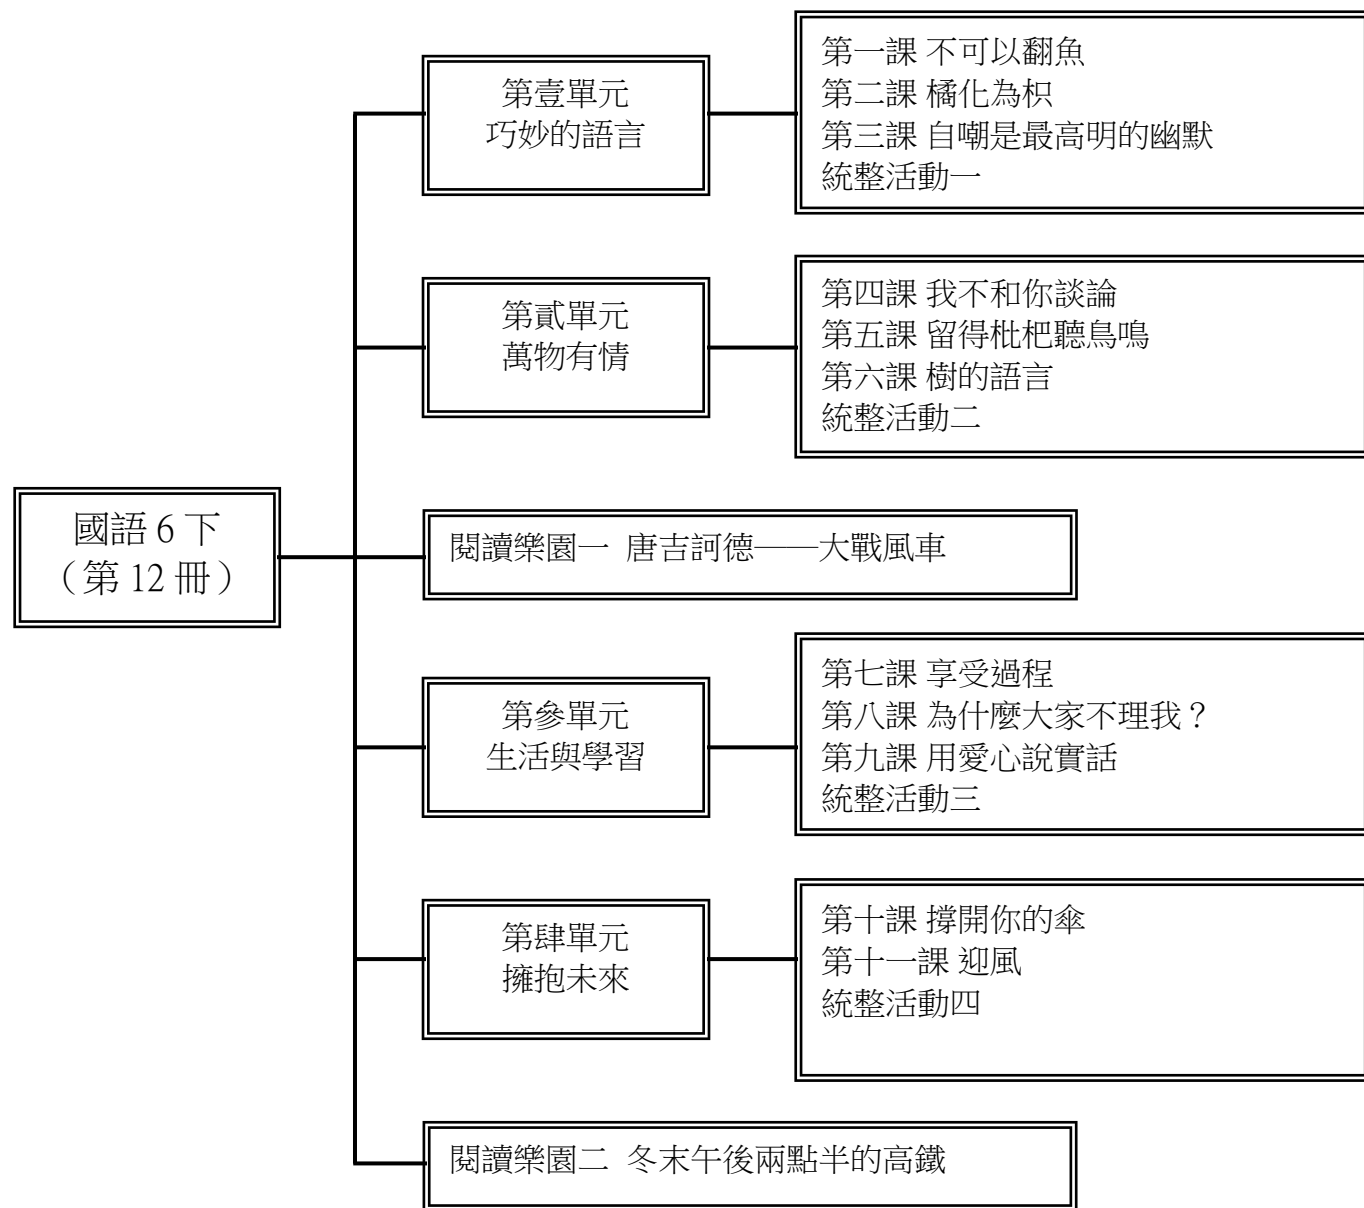 第壹單元
巧妙的語言
第一課 不可以翻魚
第二課 橘化為枳
第三課 自嘲是最高明的幽默
統整活動一
第貳單元
萬物有情
第四課 我不和你談論
第五課 留得枇杷聽鳥鳴
第六課 樹的語言
統整活動二
國語 6 下
（第 12 冊）
閱讀樂園一 唐吉訶德——大戰風車
第參單元
生活與學習
第七課 享受過程
第八課 為什麼大家不理我？
第九課 用愛心說實話
統整活動三
第肆單元
擁抱未來
第十課 撐開你的傘
第十一課 迎風
統整活動四
閱讀樂園二 冬末午後兩點半的高鐵